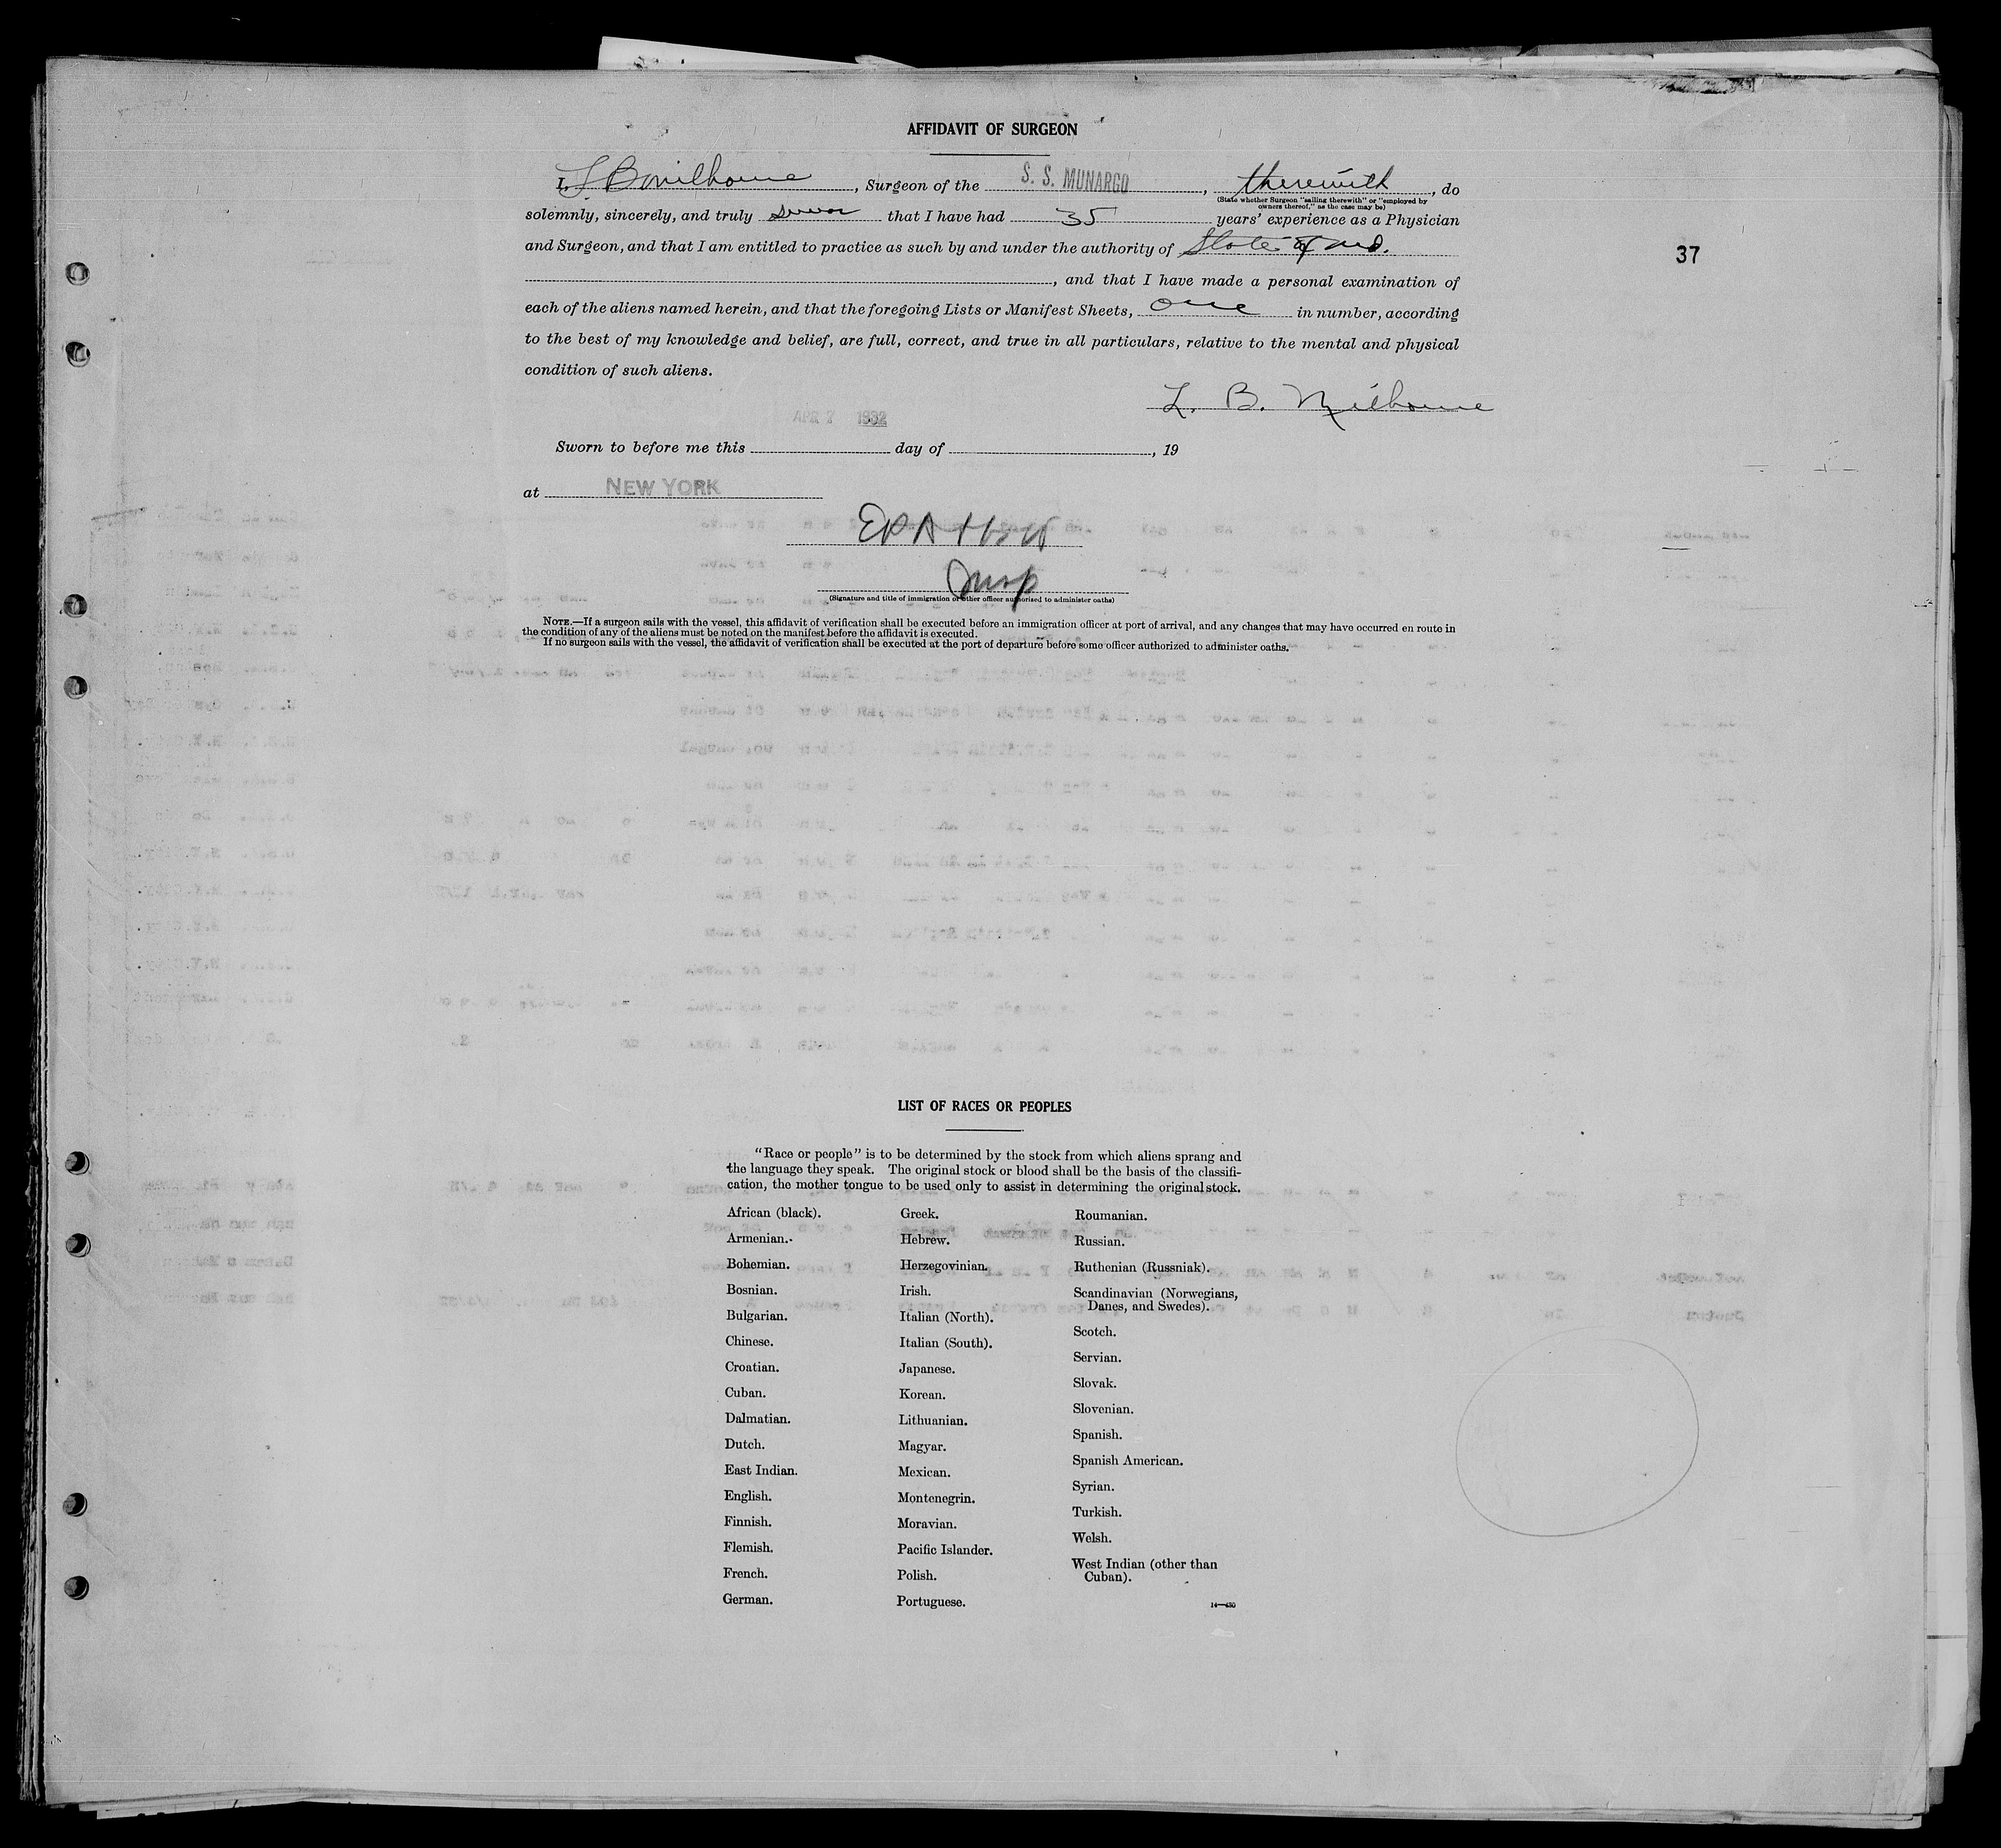 AFFIDAVIT OF SURGEON
I, L B Milhouse, Surgeon of the S. S. MUNARGO, therewith, do
(State whether Surgeon "sailing therewith" or "employed by
owners thereof," as the case may be)
solemnly, sincerely, and truly swear that I have had 35 years' experience as a Physician
and Surgeon, and that I am entitled to practice as such by and under the authority of State of Md.
37
, and that I have made a personal examination of
each of the aliens named herein, and that the foregoing Lists or Manifest Sheets, one in number, according
to the best of my knowledge and belief, are full, correct, and true in all particulars, relative to the mental and physical
condition of such aliens.
L. B. Milhouse
APR 7 1932
Sworn to before me this day of , 19
at NEW YORK
Insp
(Signature and title of immigration or other officer authorized to administer oaths)
NOTE.—If a surgeon sails with the vessel, this affidavit of verification shall be executed before an immigration officer at port of arrival, and any changes that may have occurred en route in
the condition of any of the aliens must be noted on the manifest before the affidavit is executed.
If no surgeon sails with the vessel, the affidavit of verification shall be executed at the port of departure before some officer authorized to administer oaths.
LIST OF RACES OR PEOPLES
"Race or people" is to be determined by the stock from which aliens sprang and
the language they speak. The original stock or blood shall be the basis of the classifi-
cation, the mother tongue to be used only to assist in determining the original stock.
African (black).
Armenian.
Bohemian.
Bosnian.
Bulgarian.
Chinese.
Croatian.
Cuban.
Dalmatian.
Dutch.
East Indian.
English.
Finnish.
Flemish.
French.
German.
Greek.
Hebrew.
Herzegovinian.
Irish.
Italian (North).
Italian (South).
Japanese.
Korean.
Lithuanian.
Magyar.
Mexican.
Montenegrin.
Moravian.
Pacific Islander.
Polish.
Portuguese.
Roumanian.
Russian.
Ruthenian (Russniak).
Scandinavian (Norwegians,
Danes, and Swedes).
Scotch.
Servian.
Slovak.
Slovenian.
Spanish.
Spanish American.
Syrian.
Turkish.
Welsh.
West Indian (other than
Cuban).
14—430